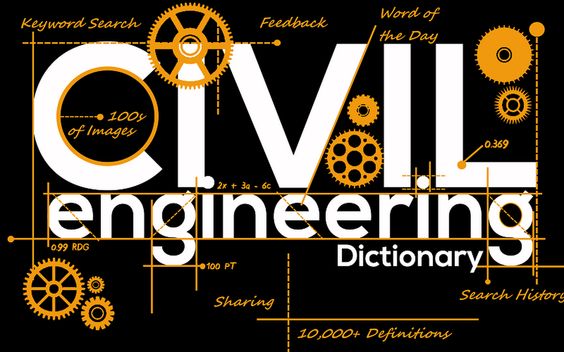 Keyword Search
Feedback
Word of
the Day
CIVIL
100s
of Images
0.369
2x + 3a - 6c
engineering
0.99 RDG
Dictionary
100 PT
Search History
Sharing
10,000+ Definitions